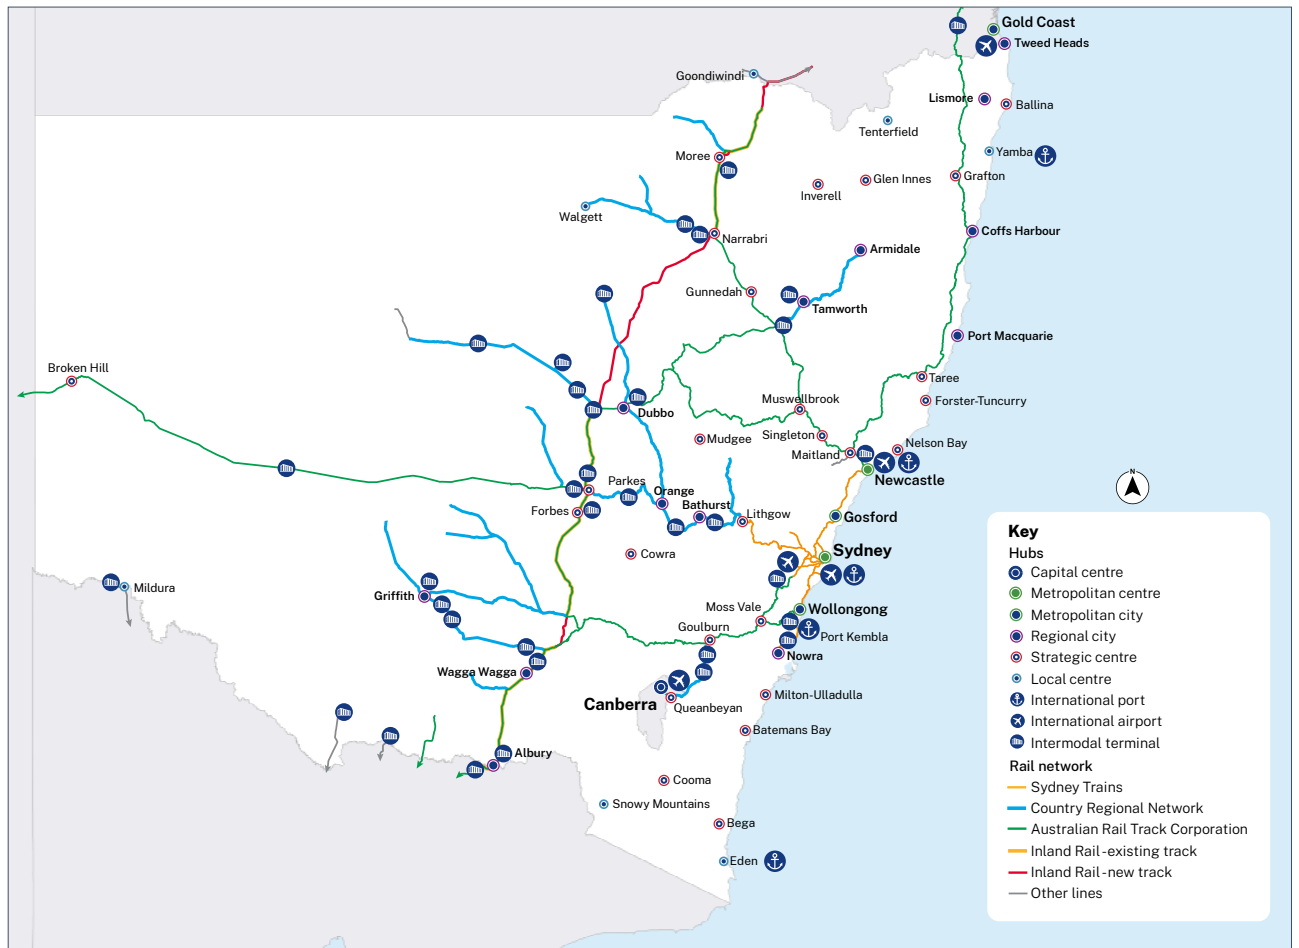 Gold Coast
Tweed Heads
Goondiwindi
Lismore
Ballina
Tenterfield
Yamba
Moree
Grafton
Glen Innes
Inverell
Walgett
Coffs Harbour
Narrabri
Armidale
Gunnedah
Tamworth
Port Macquarie
Broken Hill
Taree
Muswellbrook
Forster-Tuncurry
Dubbo
Singleton
Mudgee
Nelson Bay
Maitland
Newcastle
Parkes
Orange
Bathurst
Forbes
Lithgow
Gosford
Sydney
Cowra
Mildura
Griffith
Moss Vale
Wollongong
Goulburn
Port Kembla
Nowra
Wagga Wagga
Canberra
Queanbeyan
Milton-Ulladulla
Batemans Bay
Albury
Cooma
Snowy Mountains
Bega
Eden
N
Key
Hubs
Capital centre
Metropolitan centre
Metropolitan city
Regional city
Strategic centre
Local centre
International port
International airport
Intermodal terminal
Rail network
Sydney Trains
Country Regional Network
Australian Rail Track Corporation
Inland Rail - existing track
Inland Rail - new track
Other lines